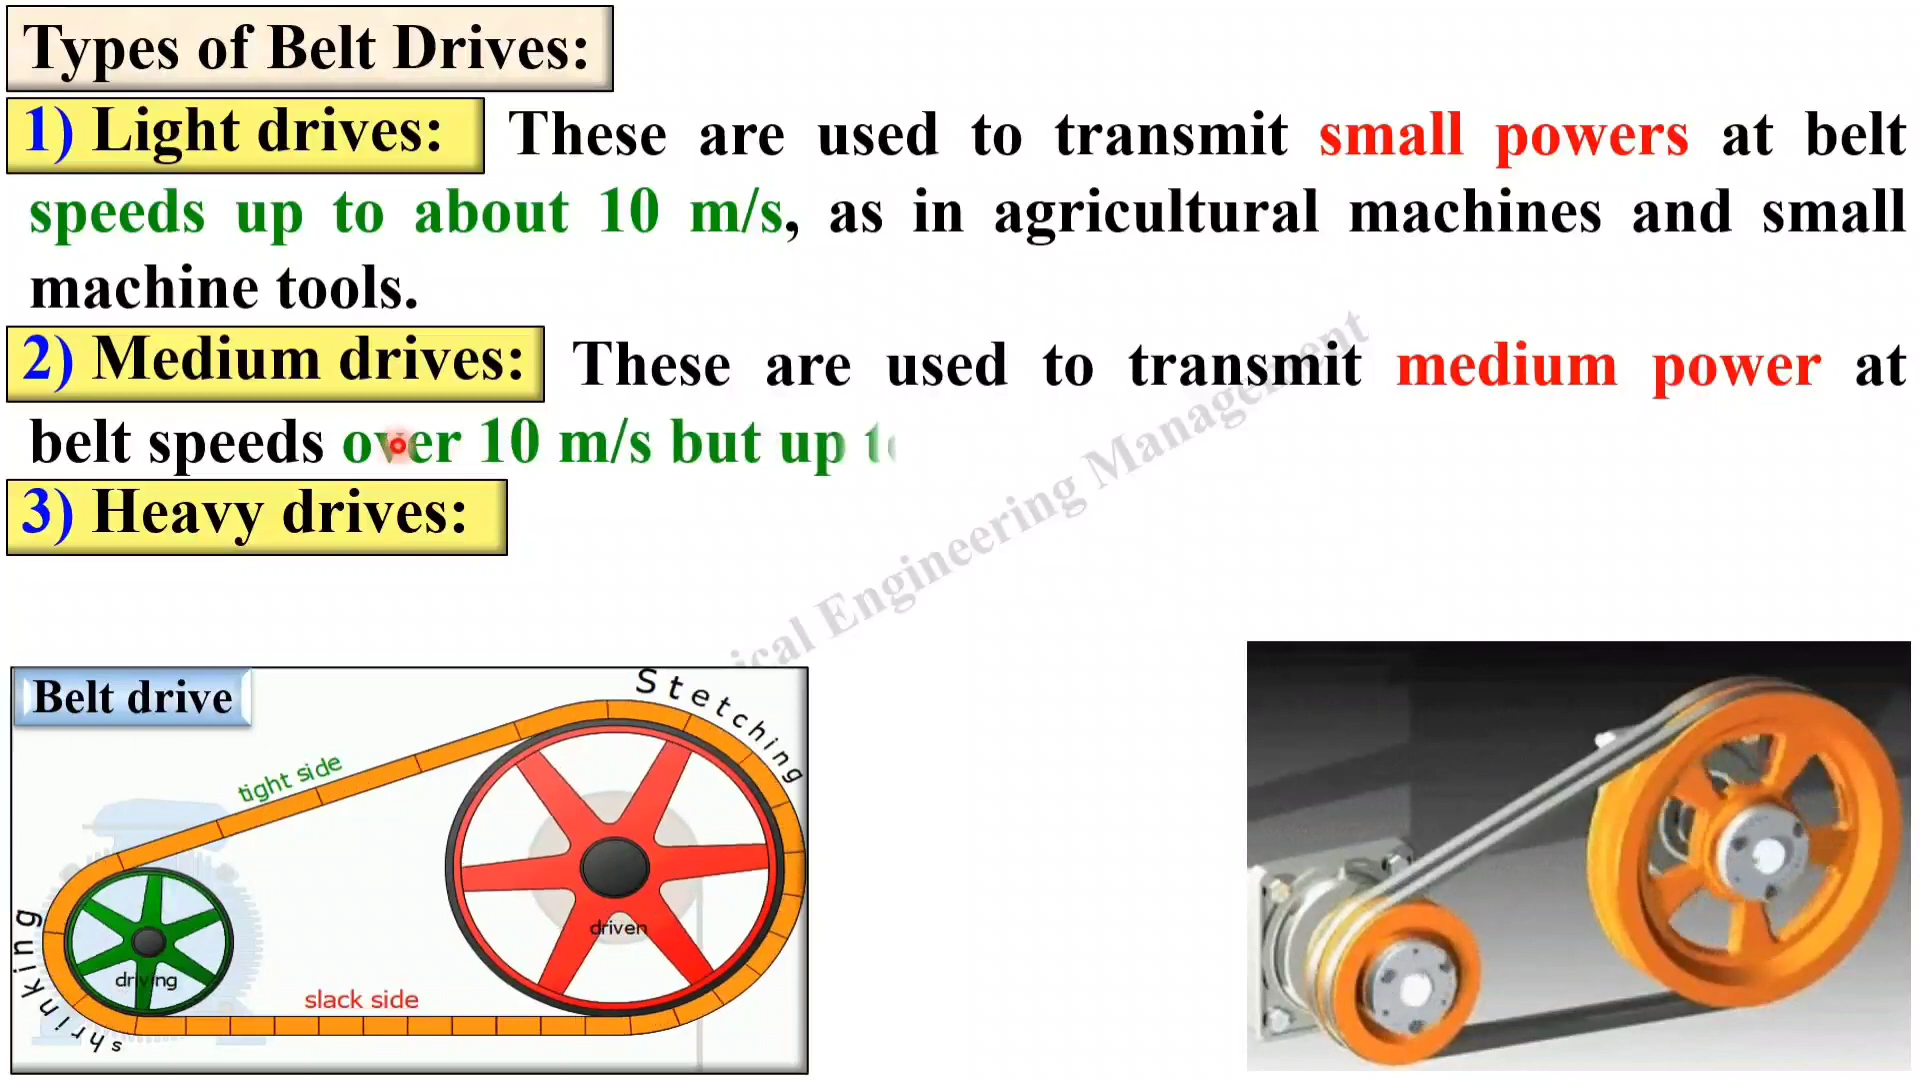 Types of Belt Drives:
1) Light drives: These are used to transmit small powers at belt
speeds up to about 10 m/s, as in agricultural machines and small
machine tools.
2) Medium drives: These are used to transmit medium power at
belt speeds over 10 m/s but up
3) Heavy drives:
Engineering Management
Belt drive
Stetching
tight side
driven
driving
shrinking
slack side